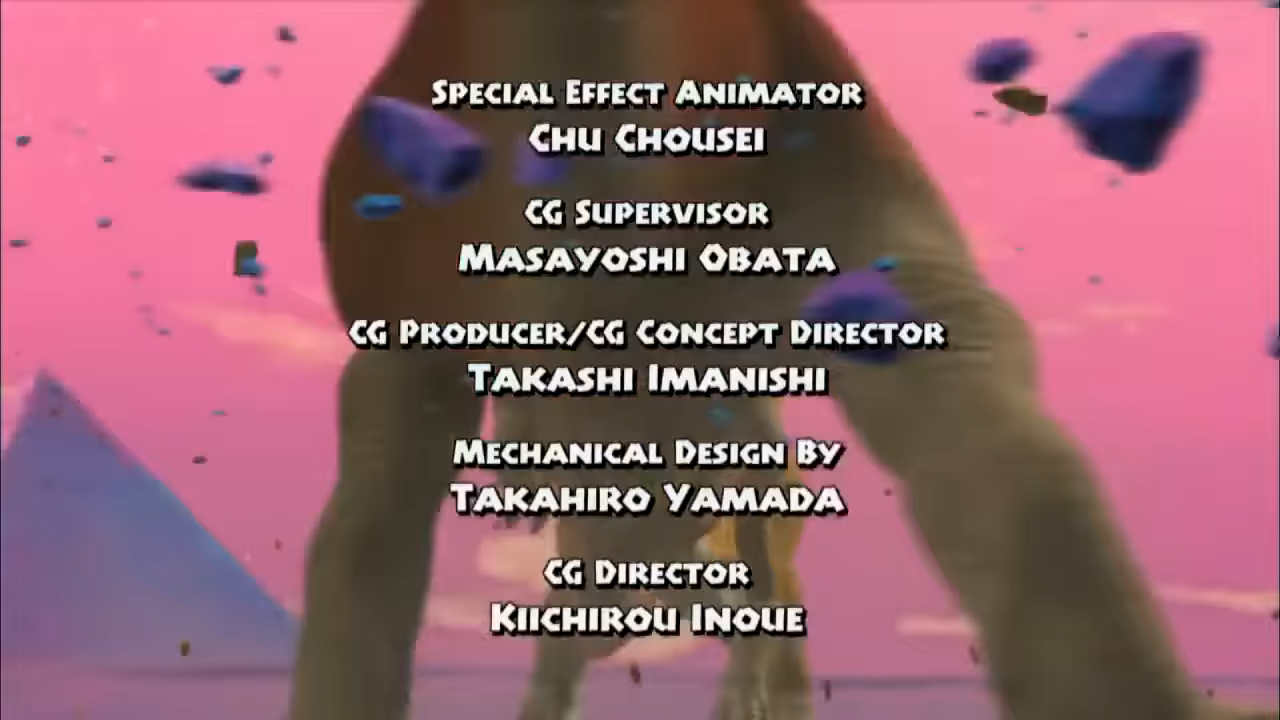 Special Effect Animator
Chu Chousei
CG Supervisor
Masayoshi Obata
CG Producer/CG Concept Director
Takashi Imanishi
Mechanical Design By
Takahiro Yamada
CG Director
Kiichirou Inoue